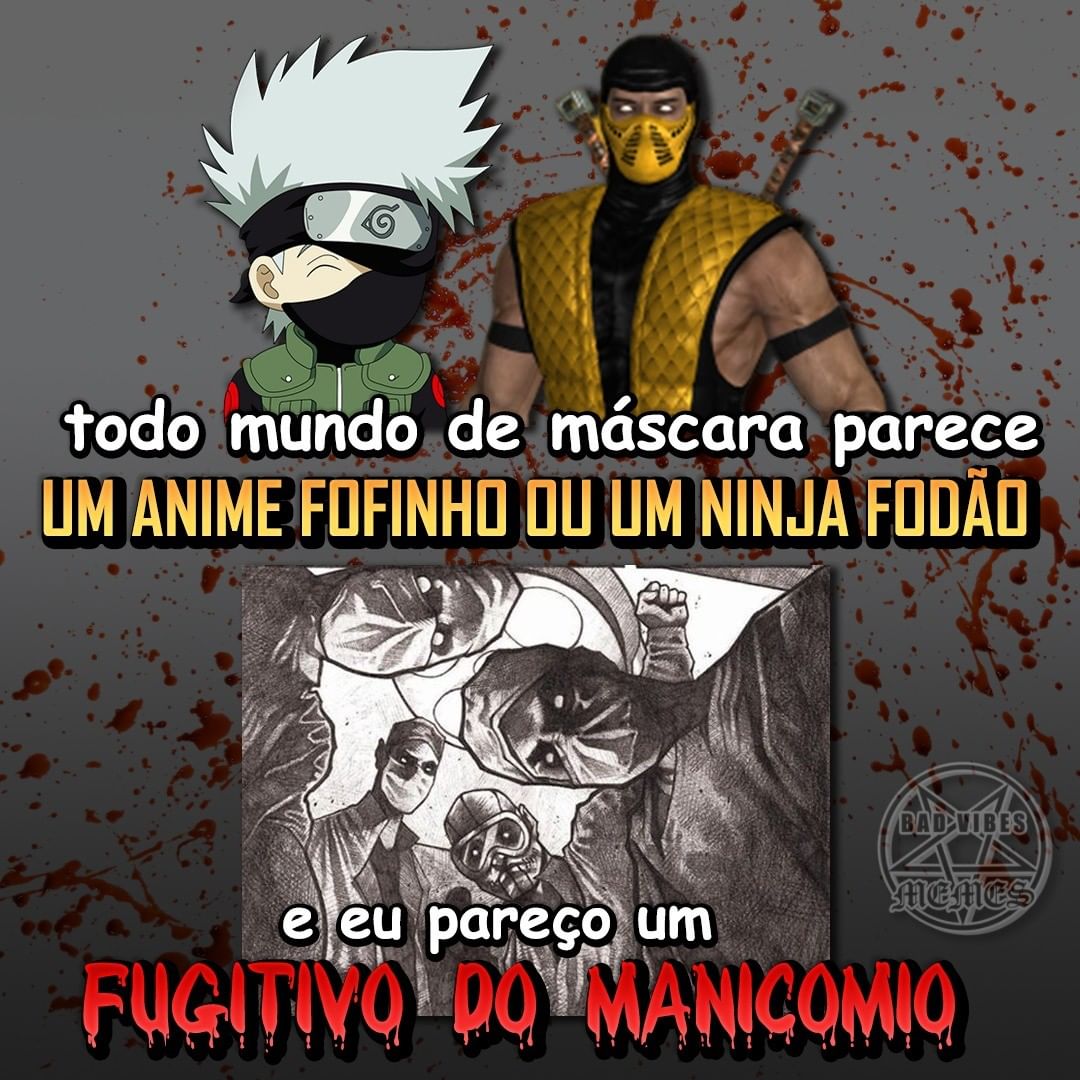 todo mundo de máscara parece
UM ANIME FOFINHO OU UM NINJA FODÃO
BAD VIBES
MEMES
e eu pareço um
FUGITIVO DO MANICOMIO